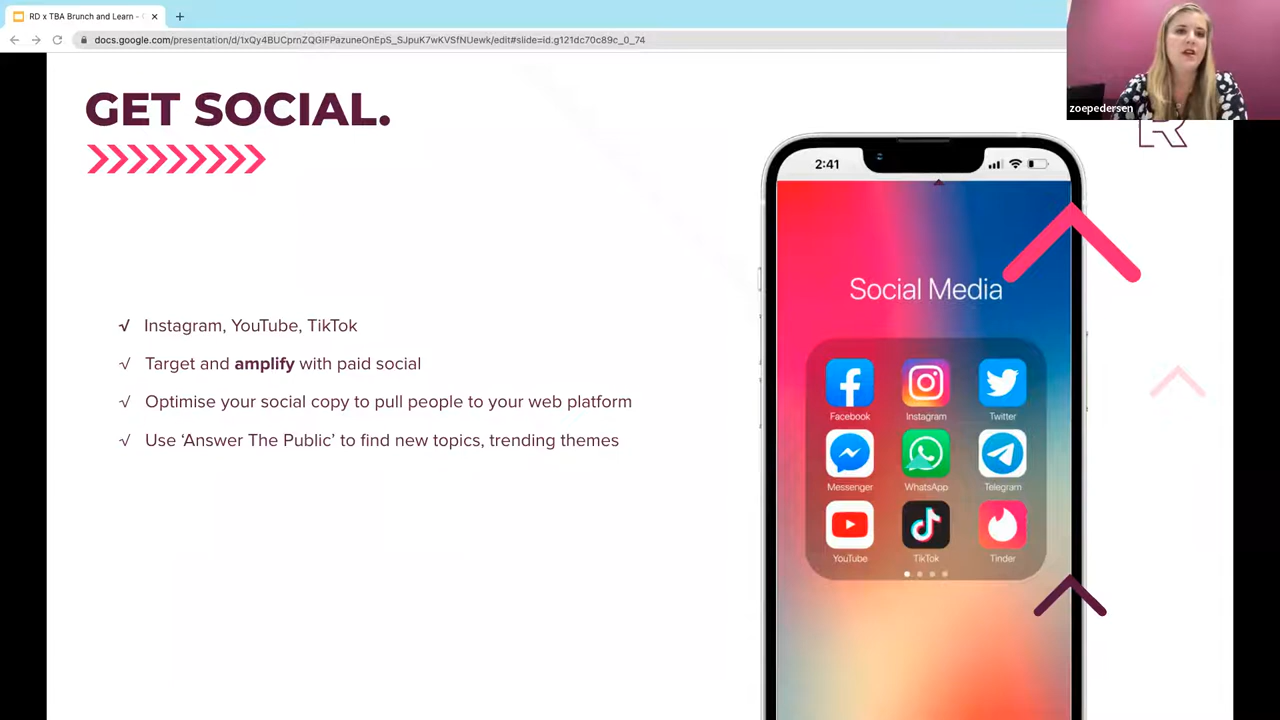 RD x TBA Brunch and Learn -
docs.google.com/presentation/d/1xQy4BUCprnZQGIFPazuneOnEpS_SJpuK7wKVSfNUewk/edit#slide=id.g121dc70c89c_0_74
zoepedersen
GET SOCIAL.
√ Instagram, YouTube, TikTok
√ Target and amplify with paid social
√ Optimise your social copy to pull people to your web platform
√ Use ‘Answer The Public’ to find new topics, trending themes
2:41
Social Media
Facebook Instagram Twitter
Messenger WhatsApp Telegram
YouTube TikTok Tinder